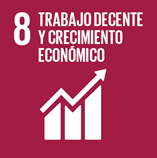 8 TRABAJO DECENTE
Y CRECIMIENTO
ECONÓMICO